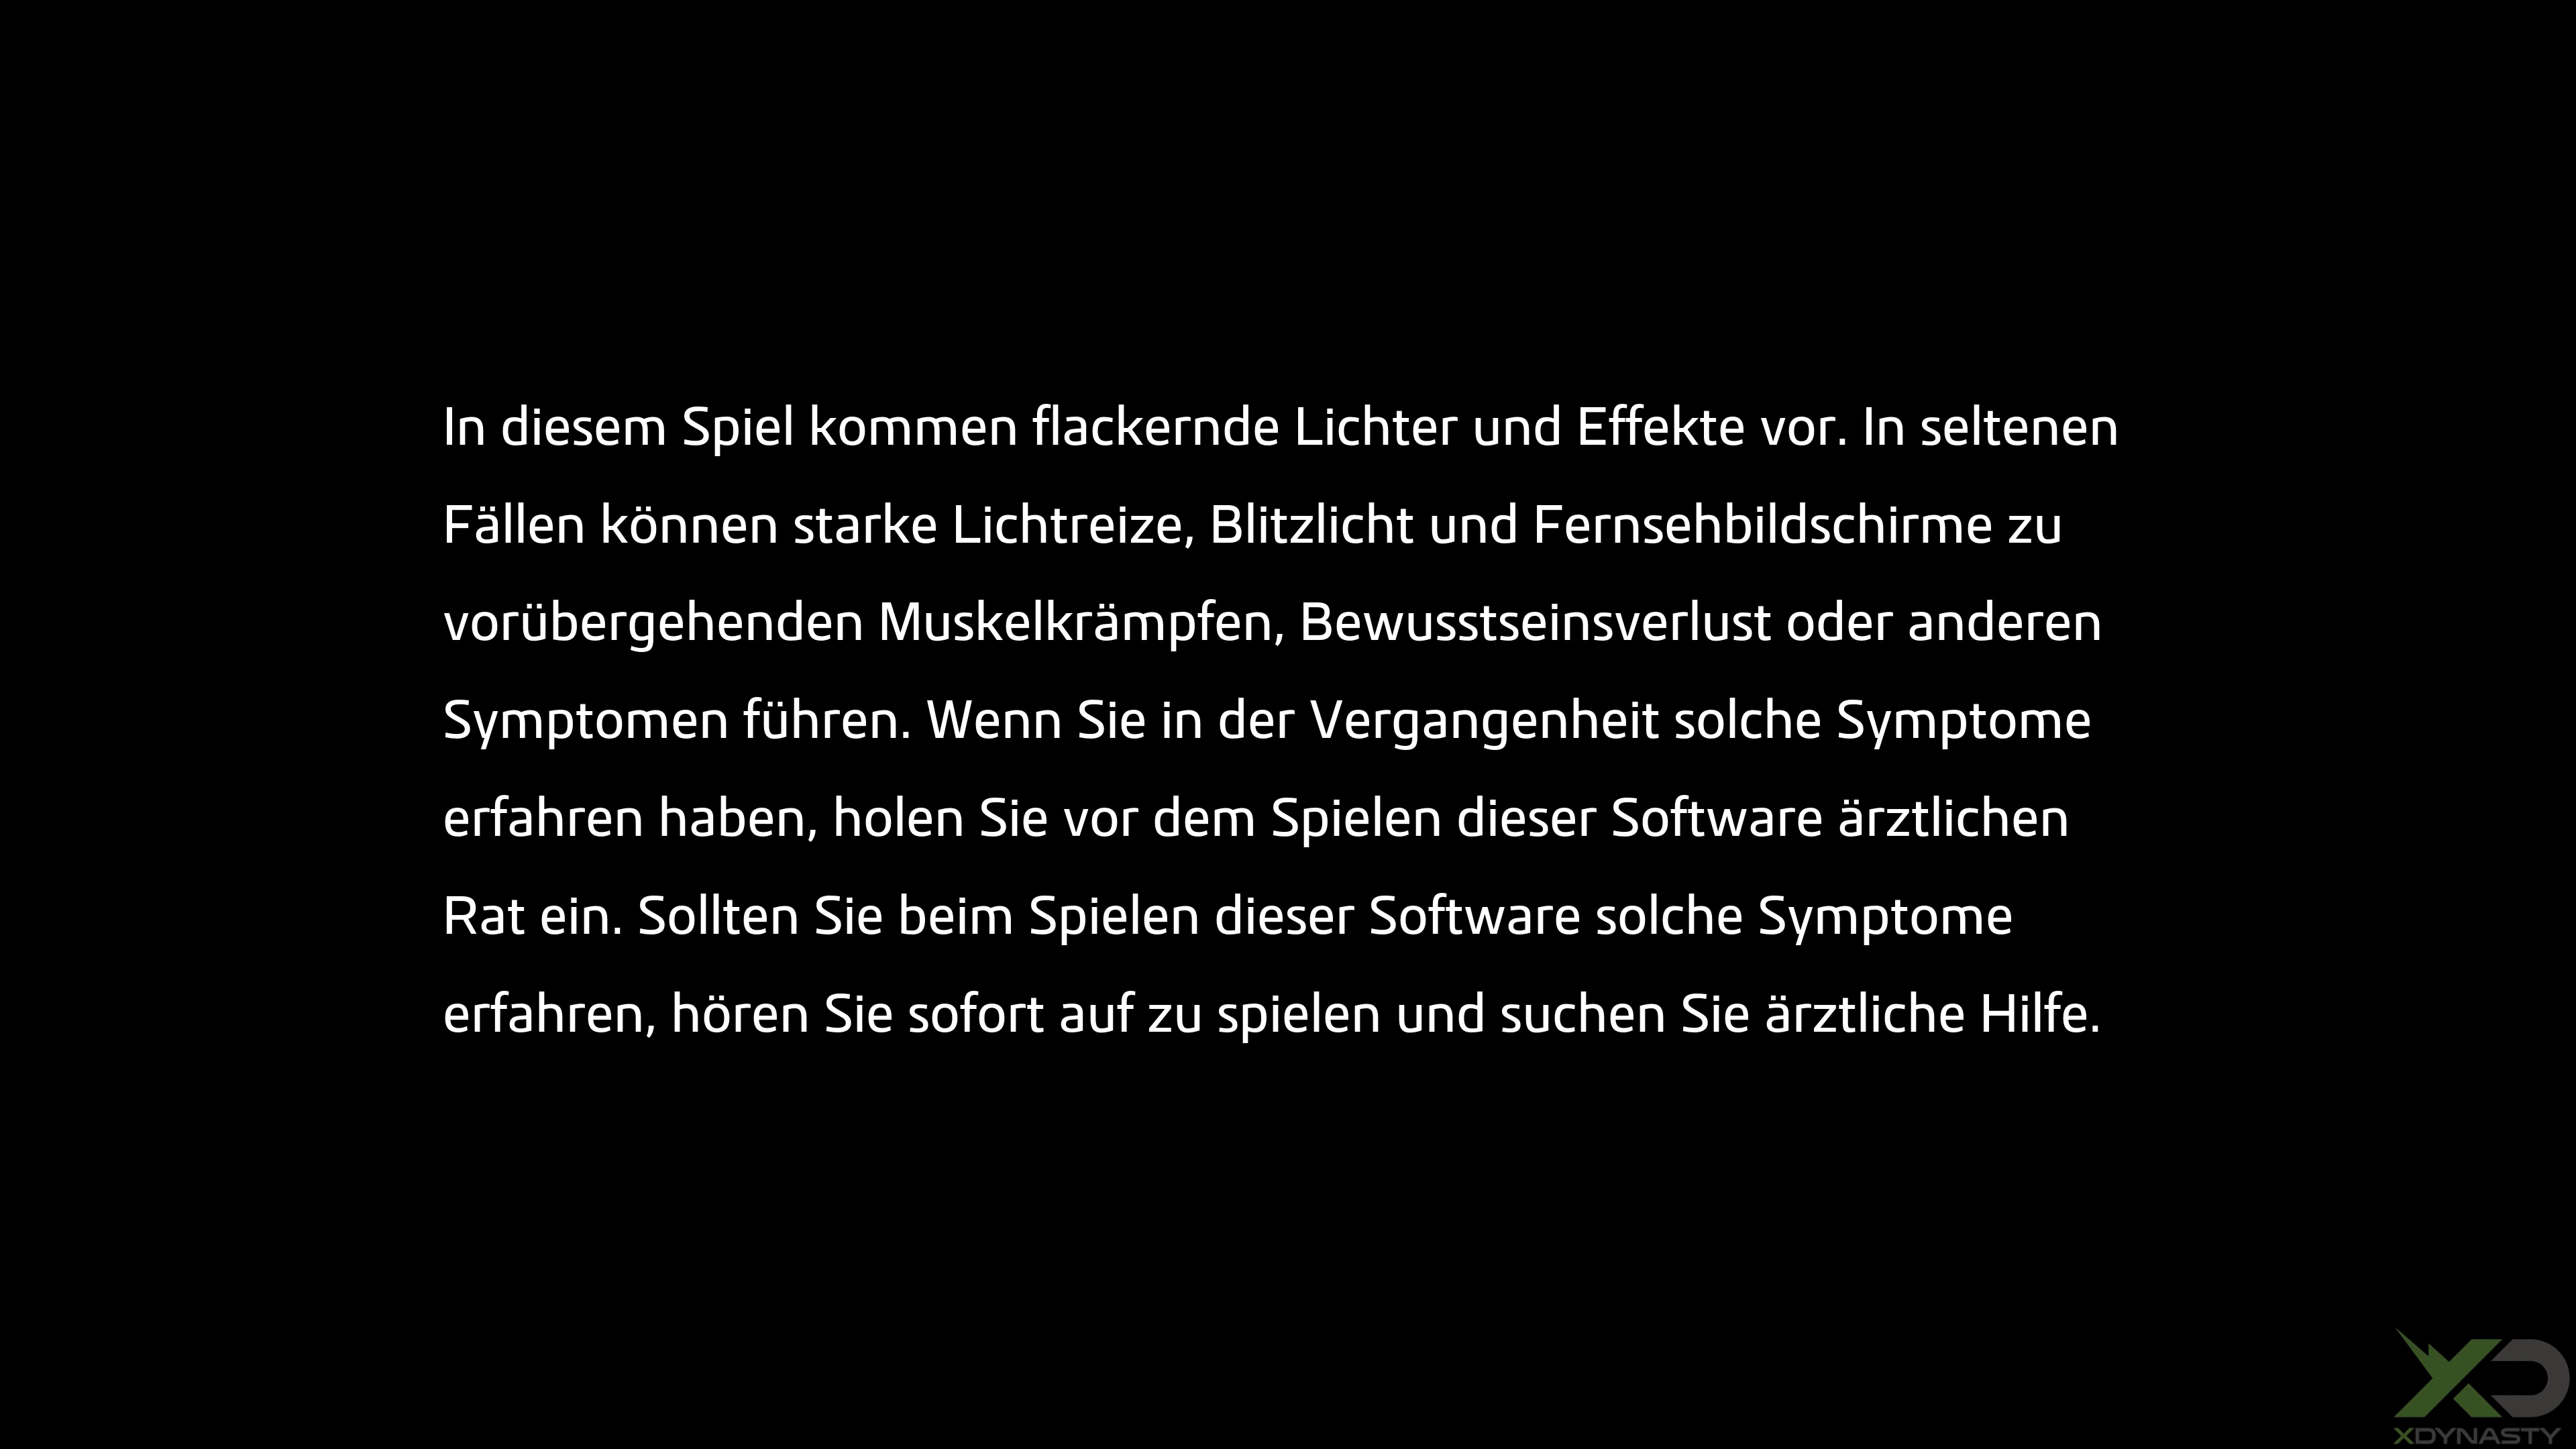 In diesem Spiel kommen flackernde Lichter und Effekte vor. In seltenen
Fällen können starke Lichtreize, Blitzlicht und Fernsehbildschirme zu
vorübergehenden Muskelkrämpfen, Bewusstseinsverlust oder anderen
Symptomen führen. Wenn Sie in der Vergangenheit solche Symptome
erfahren haben, holen Sie vor dem Spielen dieser Software ärztlichen
Rat ein. Sollten Sie beim Spielen dieser Software solche Symptome
erfahren, hören Sie sofort auf zu spielen und suchen Sie ärztliche Hilfe.
XD
XDYNASTY